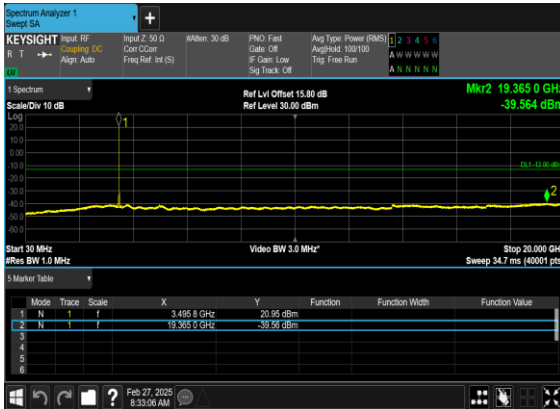 Spectrum Analyzer 1
Swept SA
KEYSIGHT
R T
LXI
Input: RF
Coupling: DC
Align: Auto
Input Z: 50 Ω
Corr CCorr
Freq Ref: Int (S)
#Atten: 30 dB
PNO: Fast
Gate: Off
IF Gain: Low
Sig Track: Off
Avg Type: Power (RMS)
Avg|Hold: 100/100
Trig: Free Run
1 2 3 4 5 6
A W W W W W
A N N N N N
1 Spectrum
Scale/Div 10 dB
Ref Lvl Offset 15.80 dB
Ref Level 30.00 dBm
Mkr2 19.365 0 GHz
-39.564 dBm
Log
20.0
10.0
0.00
-10.0
-20.0
-30.0
-40.0
-50.0
-60.0
1
DL1 -13.00 dBm
2
Start 30 MHz
#Res BW 1.0 MHz
Video BW 3.0 MHz*
Stop 20.000 GHz
Sweep 34.7 ms (40001 pts)
5 Marker Table
Mode Trace Scale X Y Function Function Width Function Value
1 N 1 f 3.495 8 GHz 20.95 dBm
2 N 1 f 19.365 0 GHz -39.56 dBm
3
4
5
6
?
Feb 27, 2025
8:33:06 AM